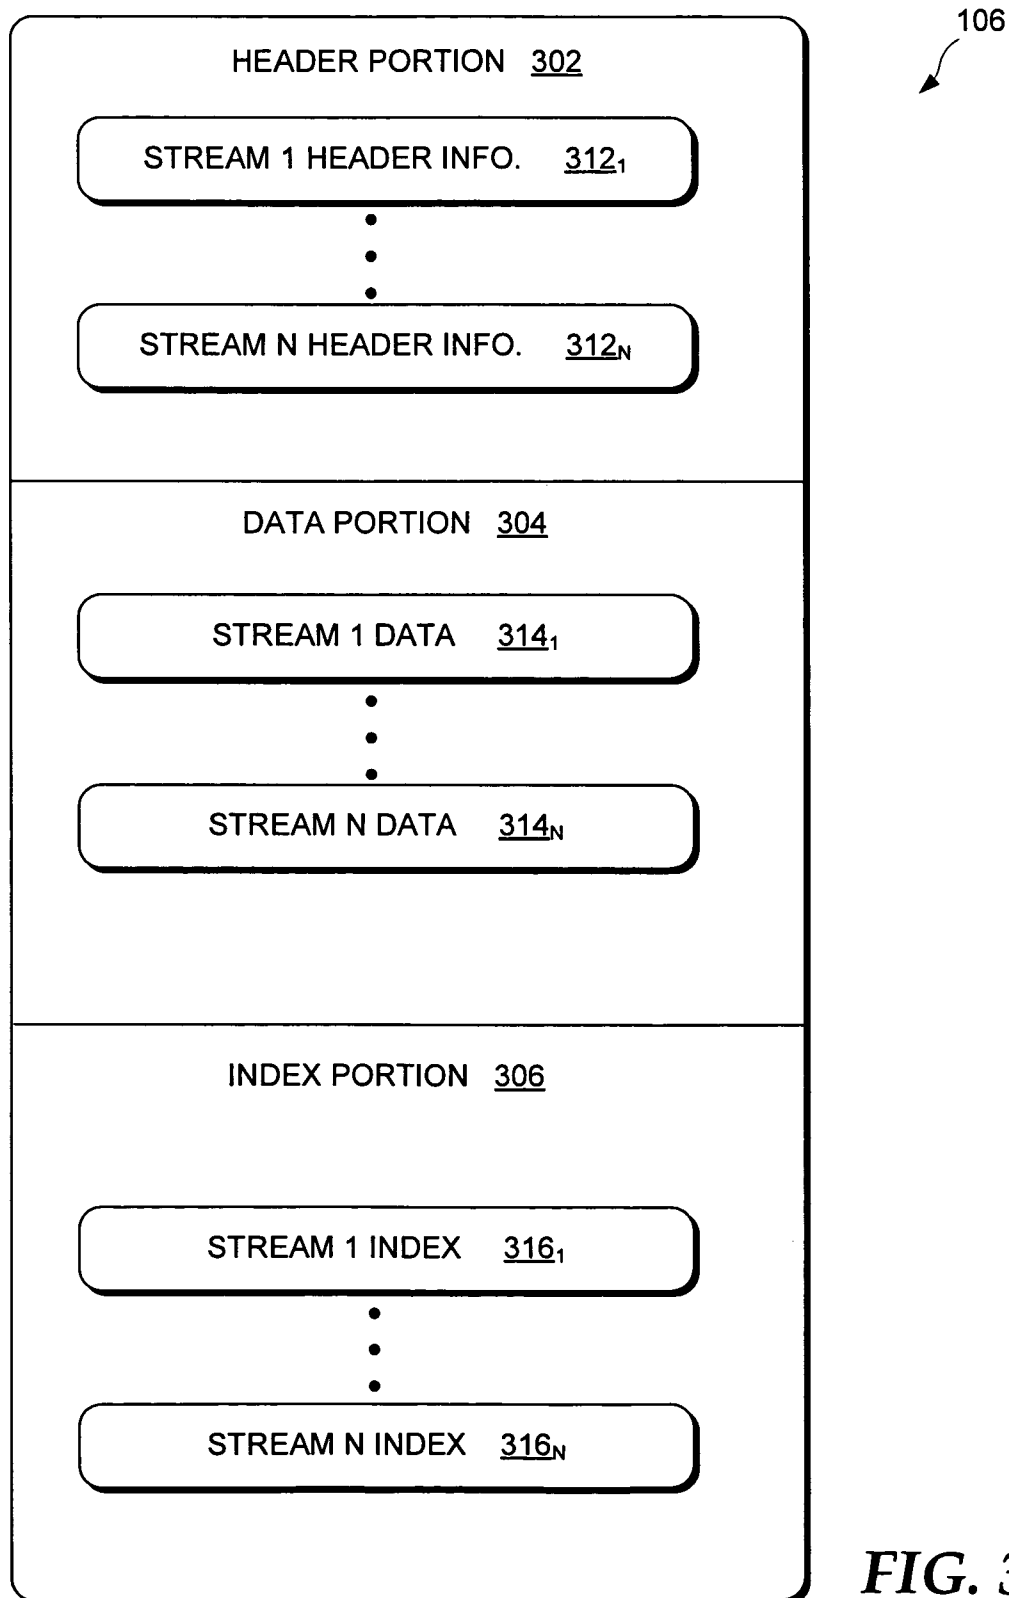 106
HEADER PORTION 302
STREAM 1 HEADER INFO. 312₁
STREAM N HEADER INFO. 312N
DATA PORTION 304
STREAM 1 DATA 314₁
STREAM N DATA 314N
INDEX PORTION 306
STREAM 1 INDEX 316₁
STREAM N INDEX 316N
FIG. 3